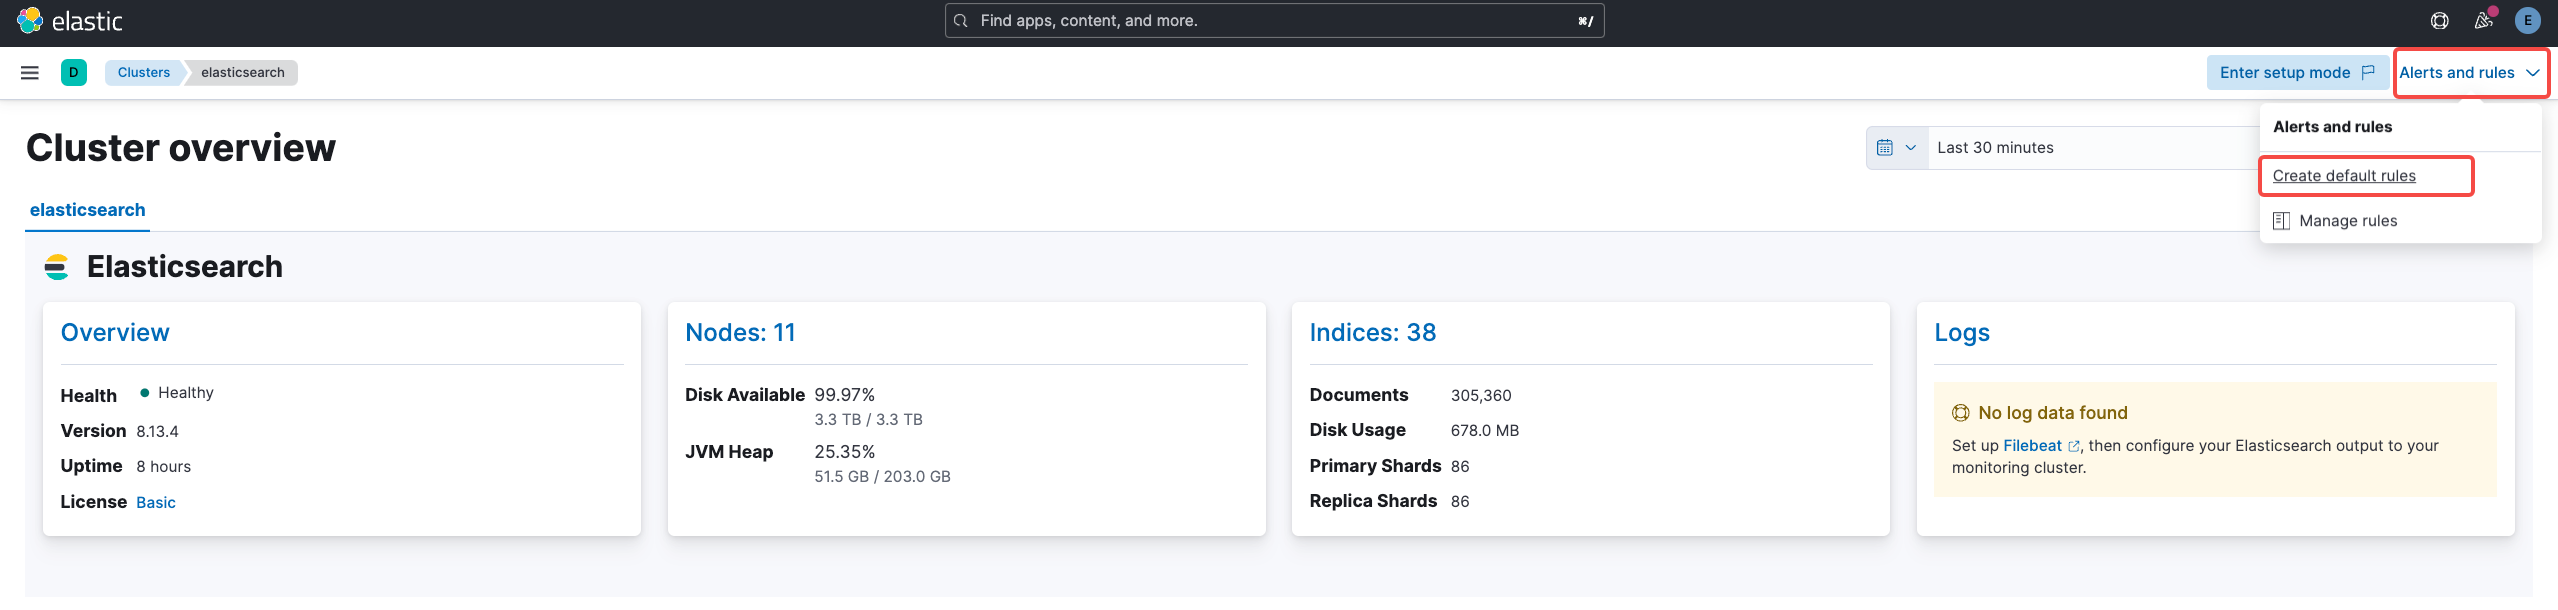 elastic
Find apps, content, and more.
⌘/
E
D
Clusters
elasticsearch
Enter setup mode
Alerts and rules
Cluster overview
Last 30 minutes
Alerts and rules
Create default rules
Manage rules
elasticsearch
Elasticsearch
Overview
Health Healthy
Version 8.13.4
Uptime 8 hours
License Basic
Nodes: 11
Disk Available 99.97%
3.3 TB / 3.3 TB
JVM Heap 25.35%
51.5 GB / 203.0 GB
Indices: 38
Documents 305,360
Disk Usage 678.0 MB
Primary Shards 86
Replica Shards 86
Logs
No log data found
Set up Filebeat, then configure your Elasticsearch output to your
monitoring cluster.